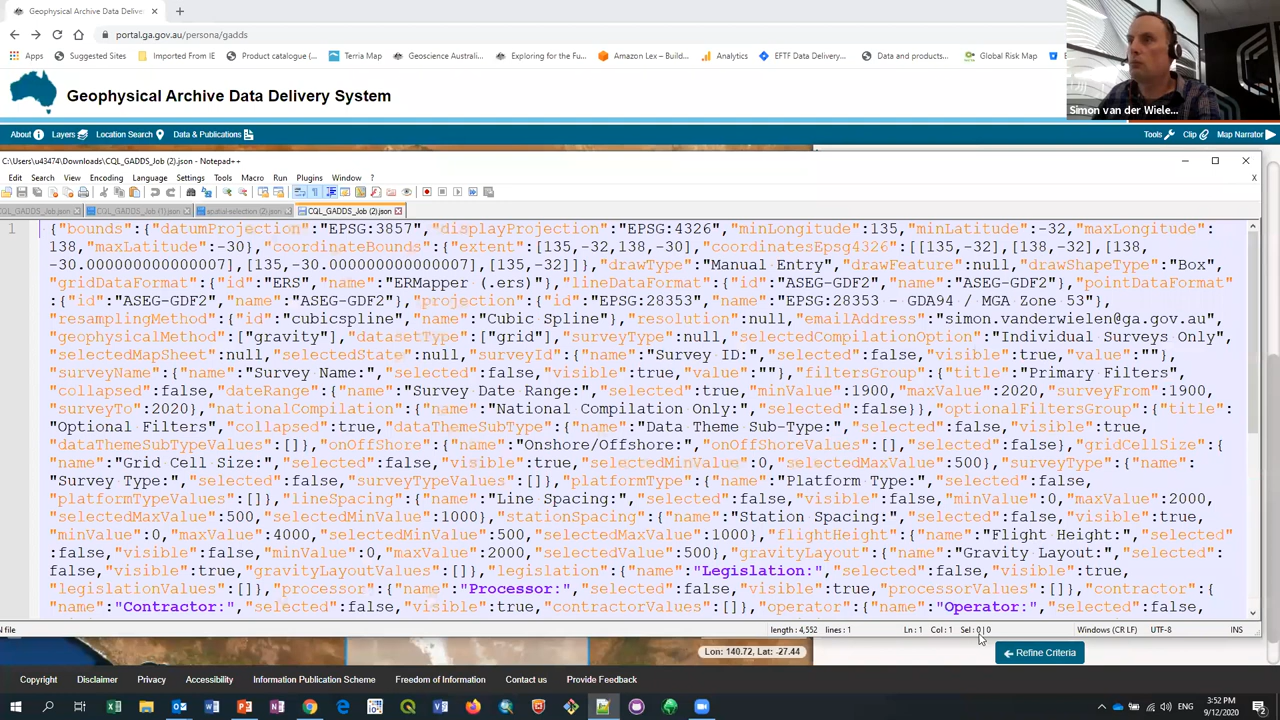 Geophysical Archive Data Delive
portal.ga.gov.au/persona/gadds
Apps
Suggested Sites
Imported From IE
Product catalogue (...
Terria Map
Geoscience Australi...
Exploring for the Fu...
Amazon Lex – Build...
Analytics
EFTF Data Delivery...
Data and products...
Global Risk Map
Simon van der Wiele...
Geophysical Archive Data Delivery System
About
Layers
Location Search
Data & Publications
Tools
Clip
Map Narrator
C:\Users\u43474\Downloads\CQL_GADDS_Job (2).json - Notepad++
Edit Search View Encoding Language Settings Tools Macro Run Plugins Window ?
X
CQL_GADDS_Job.json
CQL_GADDS_Job (1).json
spatial-selection (2).json
CQL_GADDS_Job (2).json
1
{"bounds":{"datumProjection":"EPSG:3857","displayProjection":"EPSG:4326","minLongitude":135,"minLatitude":-32,"maxLongitude":
138,"maxLatitude":-30},"coordinateBounds":{"extent":[135,-32,138,-30],"coordinatesEpsg4326":[[135,-32],[138,-32],[138,
-30.000000000000007],[135,-30.000000000000007],[135,-32]]},"drawType":"Manual Entry","drawFeature":null,"drawShapeType":"Box",
"gridDataFormat":{"id":"ERS","name":"ERMapper (.ers)"},"lineDataFormat":{"id":"ASEG-GDF2","name":"ASEG-GDF2"},"pointDataFormat"
:{"id":"ASEG-GDF2","name":"ASEG-GDF2"},"projection":{"id":"EPSG:28353","name":"EPSG:28353 - GDA94 / MGA Zone 53"},
"resamplingMethod":{"id":"cubicspline","name":"Cubic Spline"},"resolution":null,"emailAddress":"simon.vanderwielen@ga.gov.au",
"geophysicalMethod":["gravity"],"datasetType":["grid"],"surveyType":null,"selectedCompilationOption":"Individual Surveys Only",
"selectedMapSheet":null,"selectedState":null,"surveyId":{"name":"Survey ID:","selected":false,"visible":true,"value":""},
"surveyName":{"name":"Survey Name:","selected":false,"visible":true,"value":""},"filtersGroup":{"title":"Primary Filters",
"collapsed":false,"dateRange":{"name":"Survey Date Range:","selected":true,"minValue":1900,"maxValue":2020,"surveyFrom":1900,
"surveyTo":2020},"nationalCompilation":{"name":"National Compilation Only:","selected":false}},"optionalFiltersGroup":{"title":
"Optional Filters","collapsed":true,"dataThemeSubType":{"name":"Data Theme Sub-Type:","selected":false,"visible":true,
"dataThemeSubTypeValues":[]},"onOffShore":{"name":"Onshore/Offshore:","onOffShoreValues":[],"selected":false},"gridCellSize":{
"name":"Grid Cell Size:","selected":false,"visible":true,"selectedMinValue":0,"selectedMaxValue":500},"surveyType":{"name":
"Survey Type:","selected":false,"surveyTypeValues":[]},"platformType":{"name":"Platform Type:","selected":false,"visible":true,
"platformTypeValues":[]},"lineSpacing":{"name":"Line Spacing:","selected":false,"visible":false,"minValue":0,"maxValue":2000,
"selectedMaxValue":500,"selectedMinValue":1000},"stationSpacing":{"name":"Station Spacing:","selected":false,"visible":true,
"minValue":0,"maxValue":4000,"selectedMinValue":500,"selectedMaxValue":1000},"flightHeight":{"name":"Flight Height:","selected"
:false,"visible":false,"minValue":0,"maxValue":2000,"selectedValue":500},"gravityLayout":{"name":"Gravity Layout:","selected":
false,"visible":true,"gravityLayoutValues":[]},"legislation":{"name":"Legislation:","selected":false,"visible":true,
"legislationValues":[]},"processor":{"name":"Processor:","selected":false,"visible":true,"processorValues":[]},"contractor":{
"name":"Contractor:","selected":false,"visible":true,"contractorValues":[]},"operator":{"name":"Operator:","selected":false,
N file
length : 4,552 lines : 1
Ln : 1 Col : 1 Sel : 0 | 0
Windows (CR LF)
UTF-8
INS
Lon: 140.72, Lat: -27.44
Refine Criteria
Copyright
Disclaimer
Privacy
Accessibility
Information Publication Scheme
Freedom of Information
Contact us
Provide Feedback
3:52 PM
9/12/2020